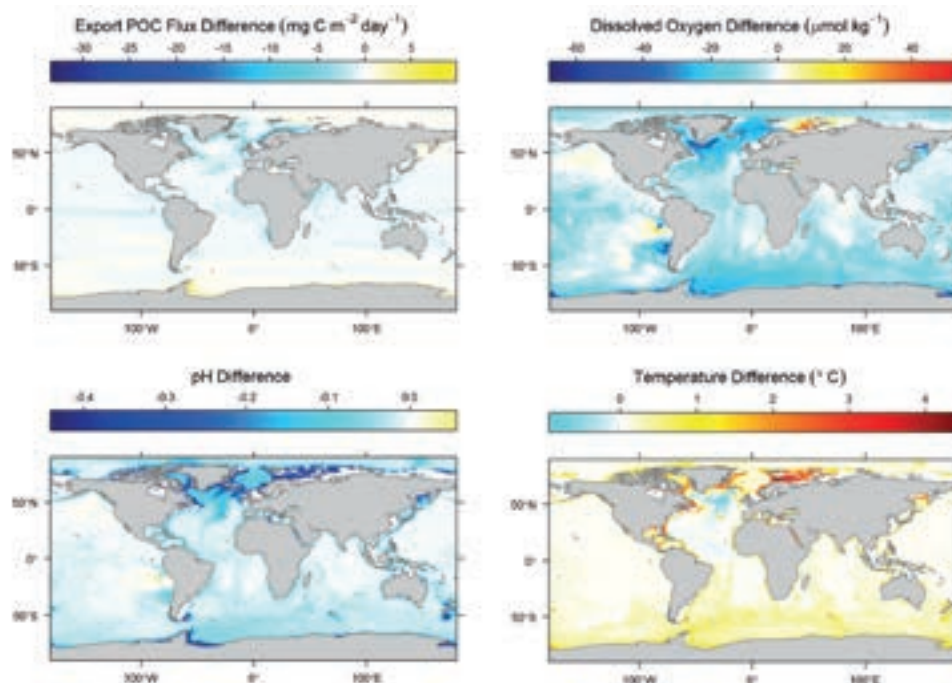 Export POC Flux Difference (mg C m⁻² day⁻¹)
-30 -25 -20 -15 -10 -5 0 5
50°N
0°
50°S
100°W 0° 100°E
Dissolved Oxygen Difference (μmol kg⁻¹)
-60 -40 -20 0 20 40
50°N
0°
50°S
100°W 0° 100°E
pH Difference
-0.4 -0.3 -0.2 -0.1 0.0
50°N
0°
50°S
100°W 0° 100°E
Temperature Difference (° C)
0 1 2 3 4
50°N
0°
50°S
100°W 0° 100°E